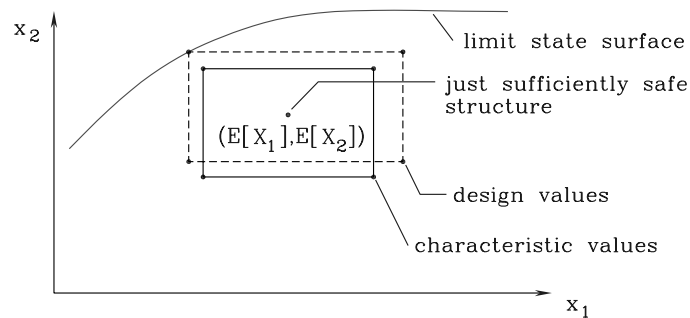 x2
limit state surface
just sufficiently safe
structure
(E[X1],E[X2])
design values
characteristic values
x1